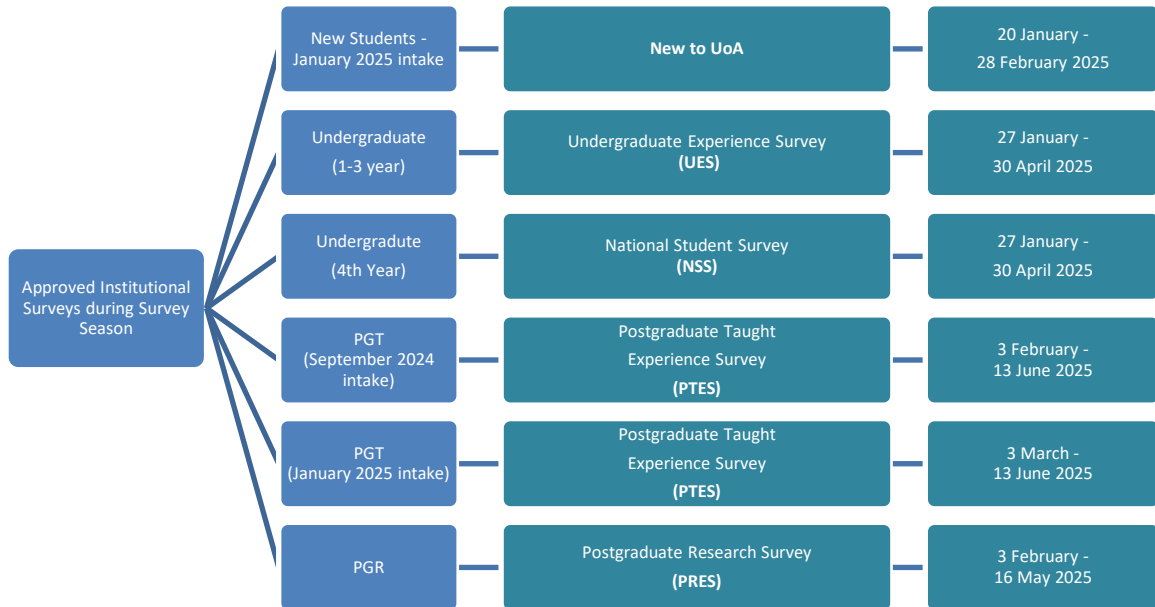 Approved Institutional
Surveys during Survey
Season
New Students -
January 2025 intake
New to UoA
20 January -
28 February 2025
Undergraduate
(1-3 year)
Undergraduate Experience Survey
(UES)
27 January -
30 April 2025
Undergradute
(4th Year)
National Student Survey
(NSS)
27 January -
30 April 2025
PGT
(September 2024
intake)
Postgraduate Taught
Experience Survey
(PTES)
3 February -
13 June 2025
PGT
(January 2025 intake)
Postgraduate Taught
Experience Survey
(PTES)
3 March -
13 June 2025
PGR
Postgraduate Research Survey
(PRES)
3 February -
16 May 2025